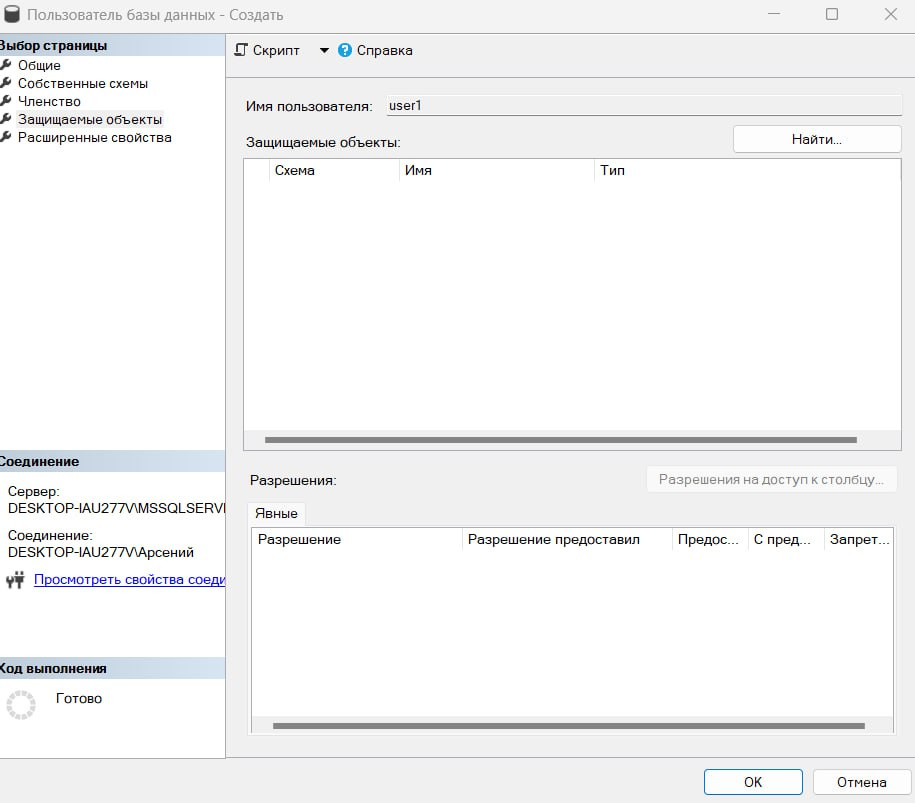 Пользователь базы данных - Создать
Выбор страницы
Общие
Собственные схемы
Членство
Защищаемые объекты
Расширенные свойства
Скрипт
Справка
Имя пользователя: user1
Защищаемые объекты:
Найти...
Схема Имя Тип
Соединение
Сервер:
DESKTOP-IAU277V\MSSQLSERV
Соединение:
DESKTOP-IAU277V\Арсений
Просмотреть свойства соеди
Ход выполнения
Готово
Разрешения:
Разрешения на доступ к столбцу...
Явные
Разрешение Разрешение предоставил Предос... С пред... Запрет...
OK
Отмена